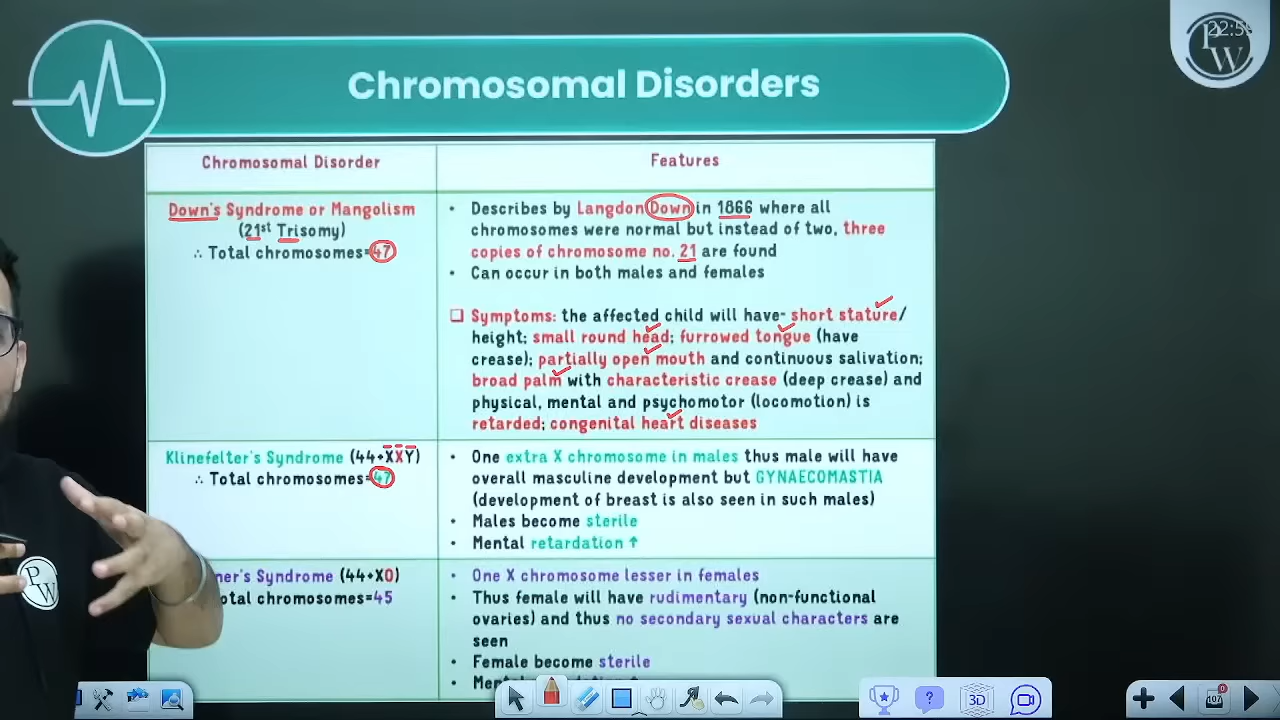 Chromosomal Disorders
PW
Chromosomal Disorder
Features
Down's Syndrome or Mangolism
(21st Trisomy)
∴ Total chromosomes=47
• Describes by Langdon Down in 1866 where all
chromosomes were normal but instead of two, three
copies of chromosome no. 21 are found
• Can occur in both males and females
❑ Symptoms: the affected child will have- short stature/
height; small round head; furrowed tongue (have
crease); partially open mouth and continuous salivation;
broad palm with characteristic crease (deep crease) and
physical, mental and psychomotor (locomotion) is
retarded; congenital heart diseases
Klinefelter's Syndrome (44+XXY)
∴ Total chromosomes=47
• One extra X chromosome in males thus male will have
overall masculine development but GYNAECOMASTIA
(development of breast is also seen in such males)
• Males become sterile
• Mental retardation ↑
ner's Syndrome (44+XO)
otal chromosomes=45
• One X chromosome lesser in females
• Thus female will have rudimentary (non-functional
ovaries) and thus no secondary sexual characters are
seen
• Female become sterile
PW
3D